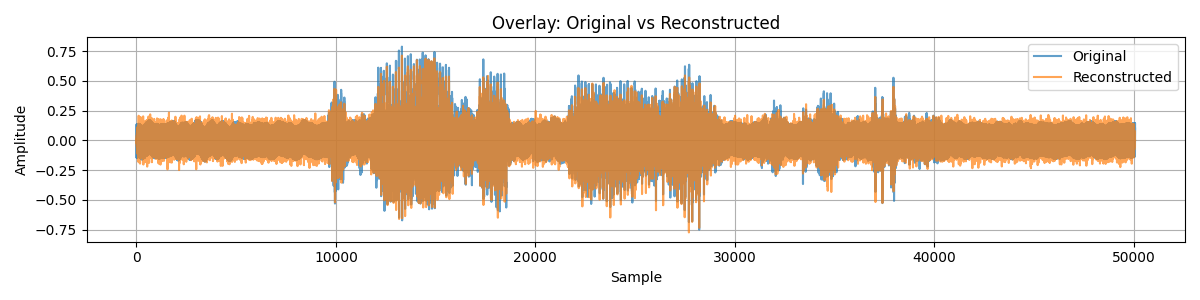 Overlay: Original vs Reconstructed
Original
Reconstructed
Amplitude
0.75
0.50
0.25
0.00
−0.25
−0.50
−0.75
0
10000
20000
30000
40000
50000
Sample